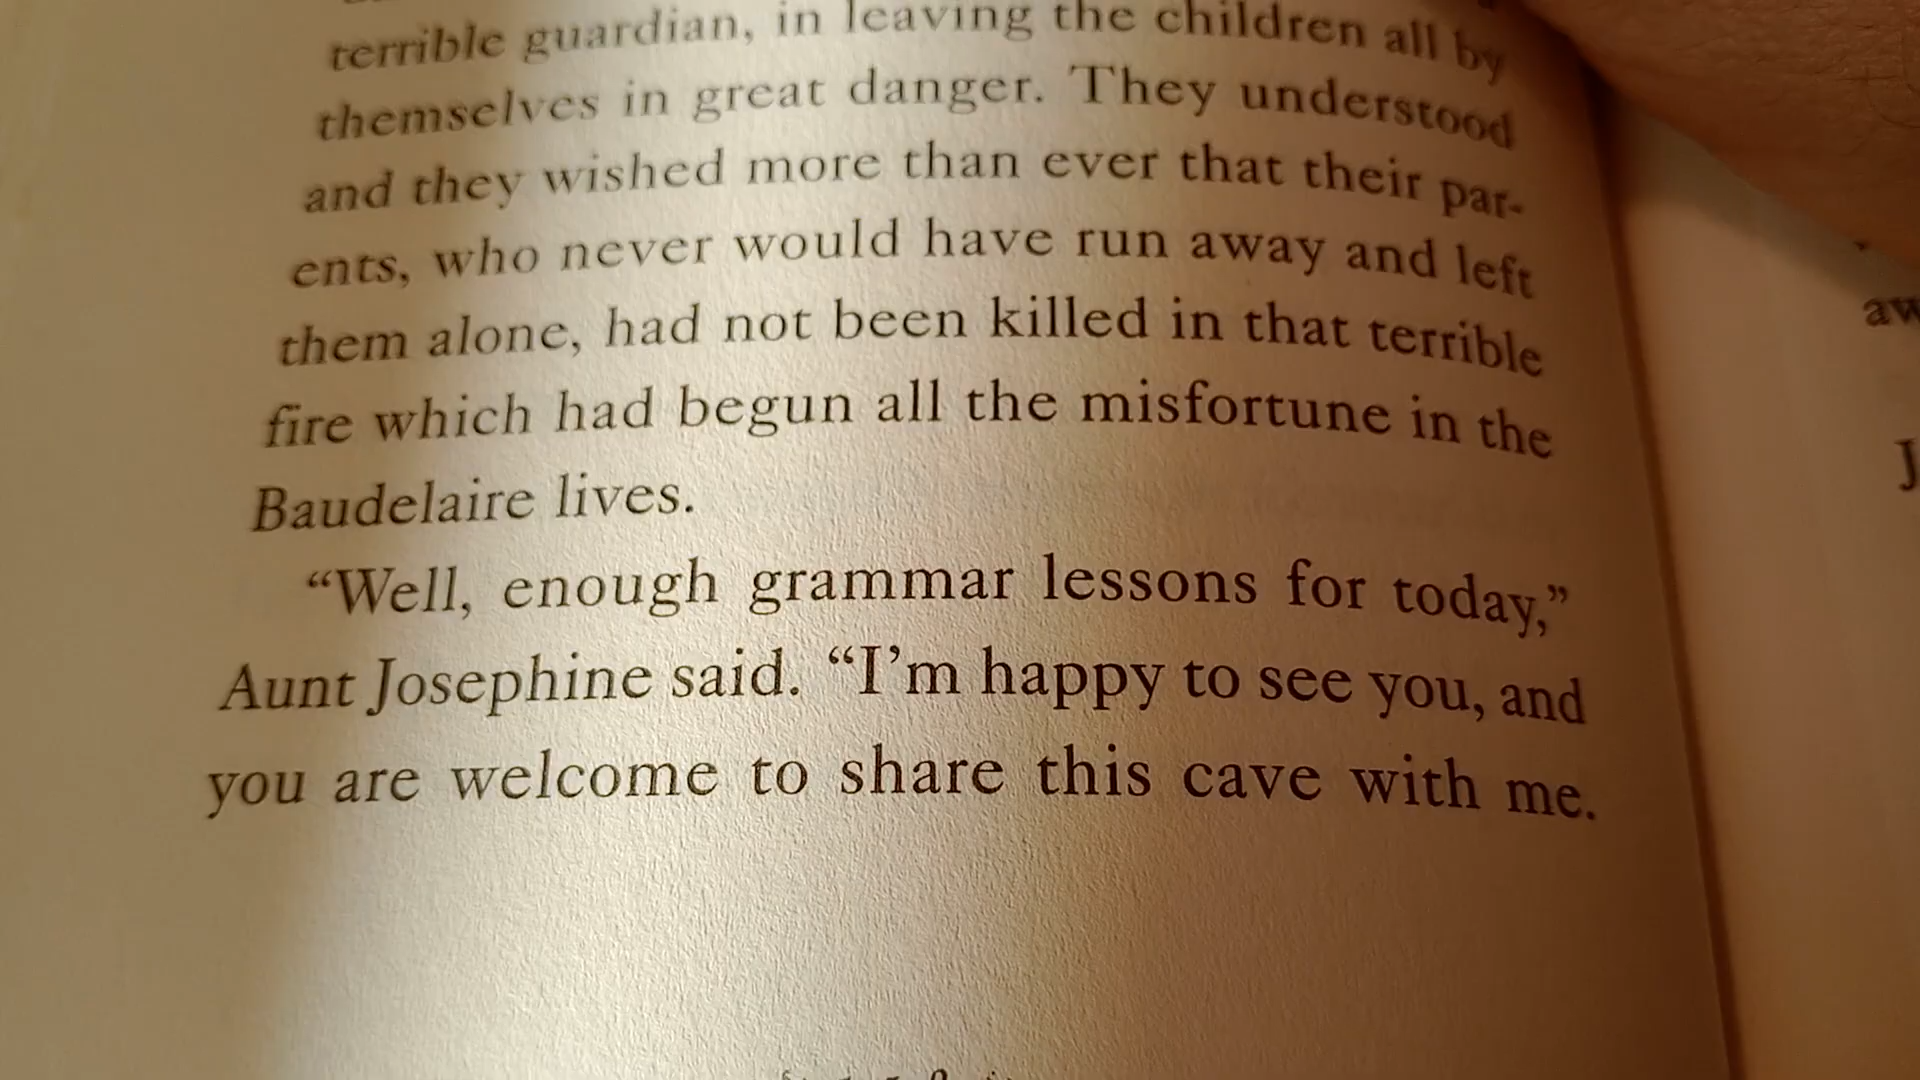 terrible guardian, in leaving the children all by
themselves in great danger. They understood
and they wished more than ever that their par-
ents, who never would have run away and left
them alone, had not been killed in that terrible
fire which had begun all the misfortune in the
Baudelaire lives.
“Well, enough grammar lessons for today,”
Aunt Josephine said. “I’m happy to see you, and
you are welcome to share this cave with me.
aw
J